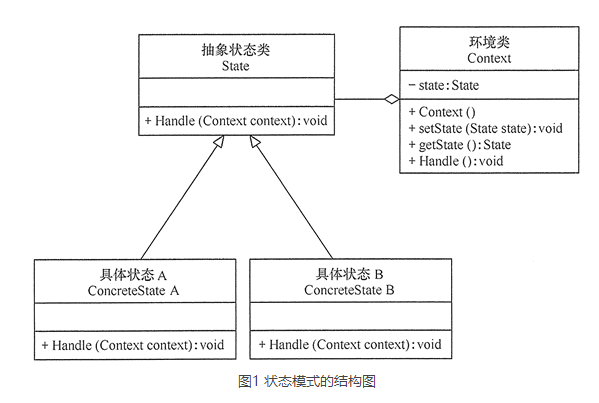 抽象状态类
State
+ Handle (Context context): void
环境类
Context
− state: State
+ Context ()
+ setState (State state): void
+ getState (): State
+ Handle (): void
具体状态 A
ConcreteState A
+ Handle (Context context): void
具体状态 B
ConcreteState B
+ Handle (Context context): void
图1 状态模式的结构图